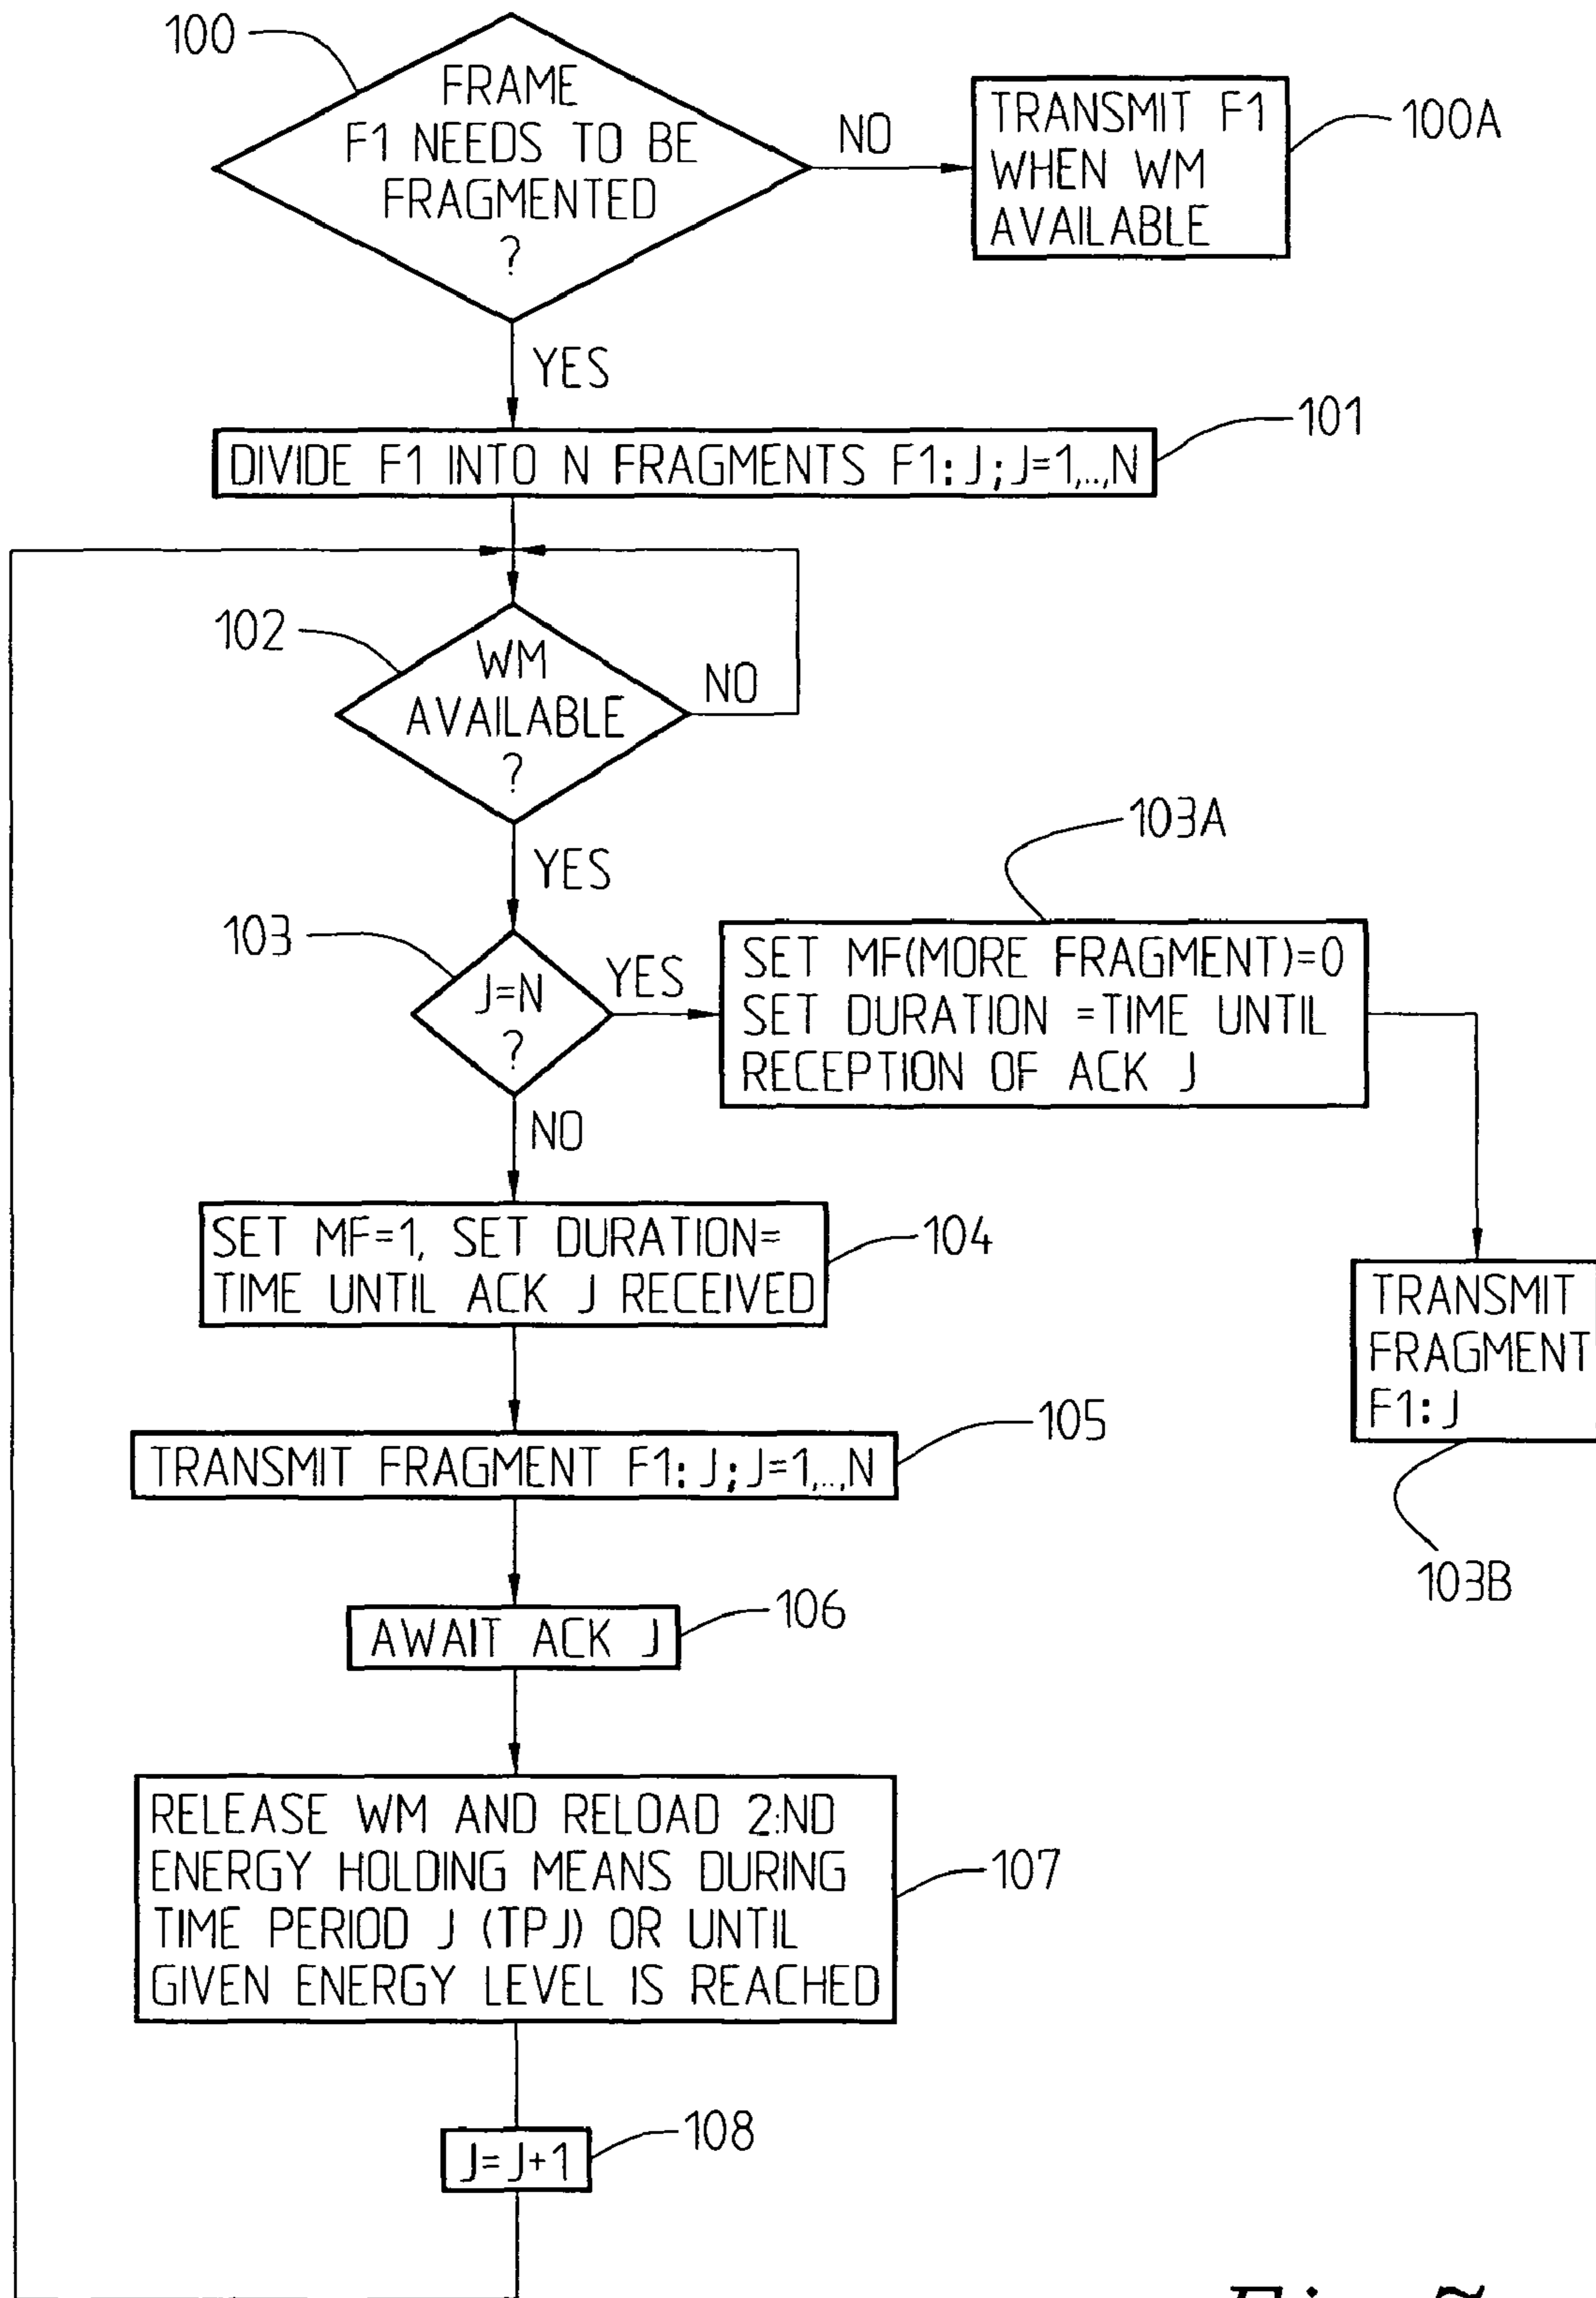 100
FRAME
F1 NEEDS TO BE
FRAGMENTED
?
NO
TRANSMIT F1
WHEN WM
AVAILABLE
100A
YES
101
DIVIDE F1 INTO N FRAGMENTS F1:J;J=1,..,N
102
WM
AVAILABLE
?
NO
YES
103
J=N
?
YES
103A
SET MF(MORE FRAGMENT)=0
SET DURATION =TIME UNTIL
RECEPTION OF ACK J
NO
SET MF=1, SET DURATION=
TIME UNTIL ACK J RECEIVED
104
TRANSMIT
FRAGMENT
F1:J
103B
TRANSMIT FRAGMENT F1:J;J=1,..,N
105
AWAIT ACK J
106
RELEASE WM AND RELOAD 2:ND
ENERGY HOLDING MEANS DURING
TIME PERIOD J (TPJ) OR UNTIL
GIVEN ENERGY LEVEL IS REACHED
107
J=J+1
108